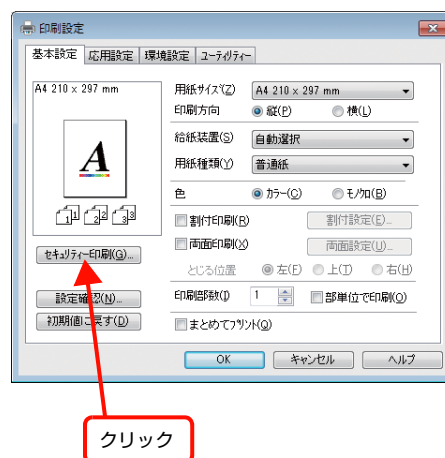 印刷設定
基本設定 応用設定 環境設定 ユーティリティー
A4 210 × 297 mm
用紙サイズ(Z) A4 210 × 297 mm
印刷方向 縦(P) 横(L)
A
給紙装置(S) 自動選択
用紙種類(Y) 普通紙
色 カラー(C) モノクロ(B)
1 1 2 2 3 3
割付印刷(R) 割付設定(E)...
セキュリティー印刷(G)... 両面印刷(X) 両面設定(U)...
とじる位置 左(F) 上(T) 右(H)
設定確認(N)... 印刷部数(I) 1 部単位で印刷(O)
初期値に戻す(D) まとめてプリント(Q)
OK キャンセル ヘルプ
クリック